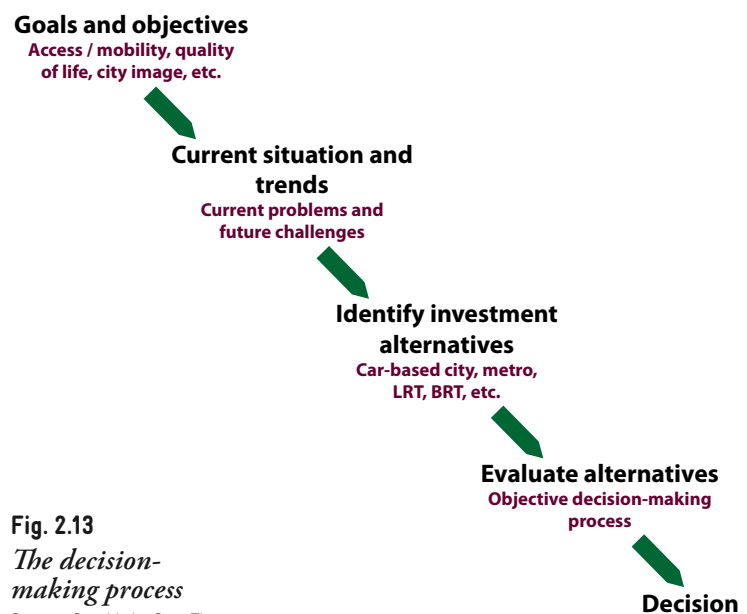 Goals and objectives
Access / mobility, quality
of life, city image, etc.
Current situation and
trends
Current problems and
future challenges
Identify investment
alternatives
Car-based city, metro,
LRT, BRT, etc.
Evaluate alternatives
Objective decision-making
process
Decision
Fig. 2.13
The decision-
making process